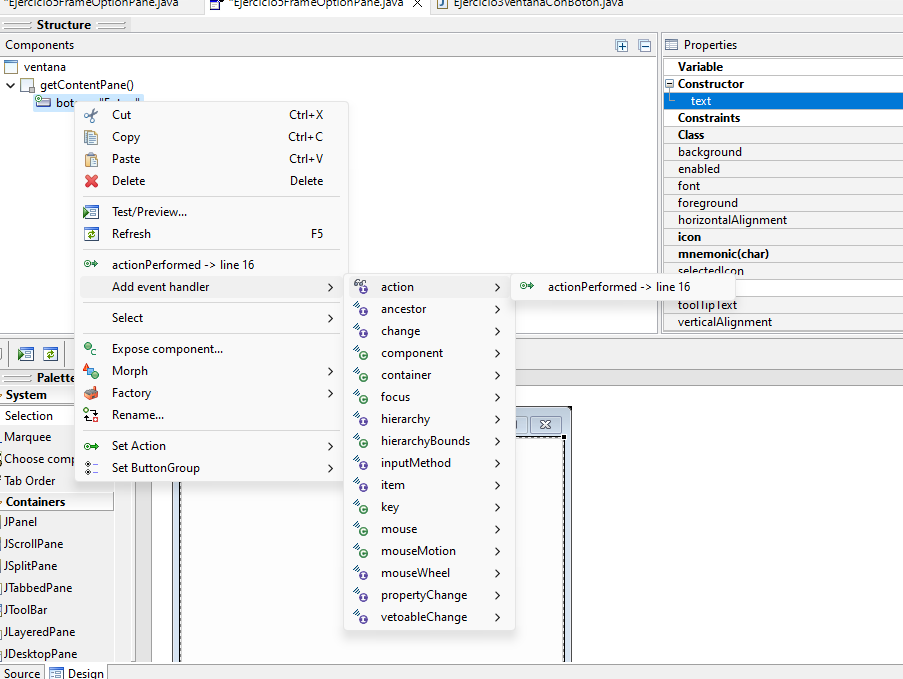 *Ejercicio5FrameOptionPane.java
*Ejercicio5FrameOptionPane.java
Ejercicio3VentanaConBoton.java
Structure
Components
ventana
getContentPane()
Cut Ctrl+X
Copy Ctrl+C
Paste Ctrl+V
Delete Delete
Test/Preview...
Refresh F5
actionPerformed -> line 16
Add event handler
Select
Expose component...
Morph
Factory
Rename...
Set Action
Set ButtonGroup
action
ancestor
change
component
container
focus
hierarchy
hierarchyBounds
inputMethod
item
key
mouse
mouseMotion
mouseWheel
propertyChange
vetoableChange
actionPerformed -> line 16
Properties
Variable
Constructor
text
Constraints
Class
background
enabled
font
foreground
horizontalAlignment
icon
mnemonic(char)
selectedIcon
toolTipText
verticalAlignment
Palette
System
Selection
Marquee
Choose comp
Tab Order
Containers
JPanel
JScrollPane
JSplitPane
JTabbedPane
JToolBar
JLayeredPane
JDesktopPane
Source
Design